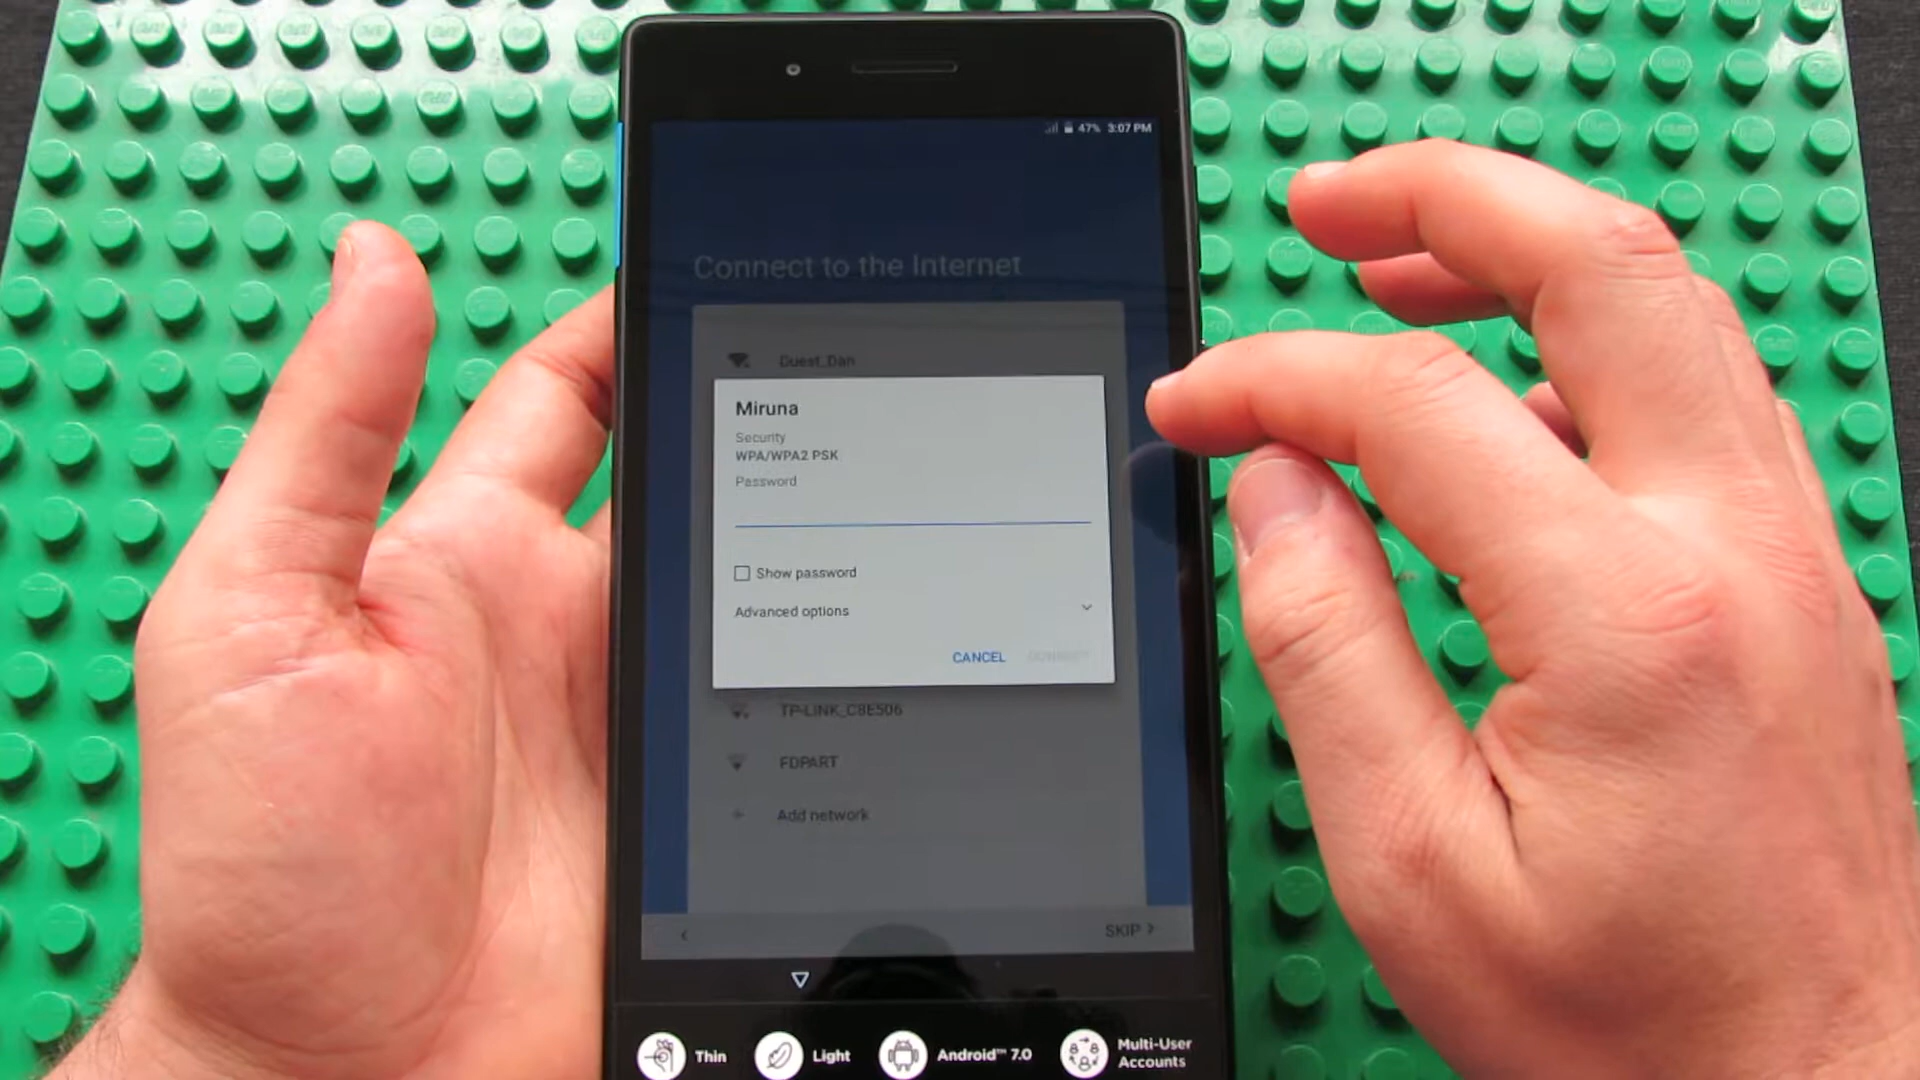 47% 3:07 PM
Connect to the Internet
Guest_Dan
Miruna
Security
WPA/WPA2 PSK
Password
Show password
Advanced options
CANCEL
TP-LINK_C8E506
FDPART
Add network
SKIP
Thin
Light
Android™ 7.0
Multi-User
Accounts